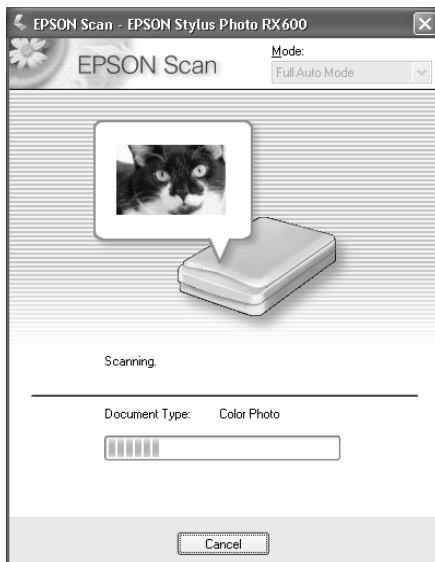 EPSON Scan - EPSON Stylus Photo RX600
EPSON Scan
Mode:
Full Auto Mode
Scanning.
Document Type: Color Photo
Cancel